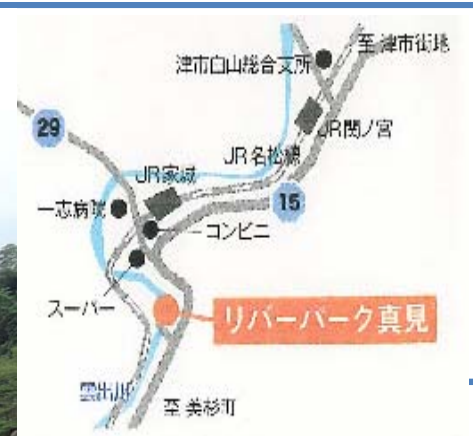 至 津市街地
津市白山総合支所
JR関ノ宮
29
JR名松線
JR家城
15
一志病院
コンビニ
スーパー
リバーパーク真見
雲出川
至 美杉町